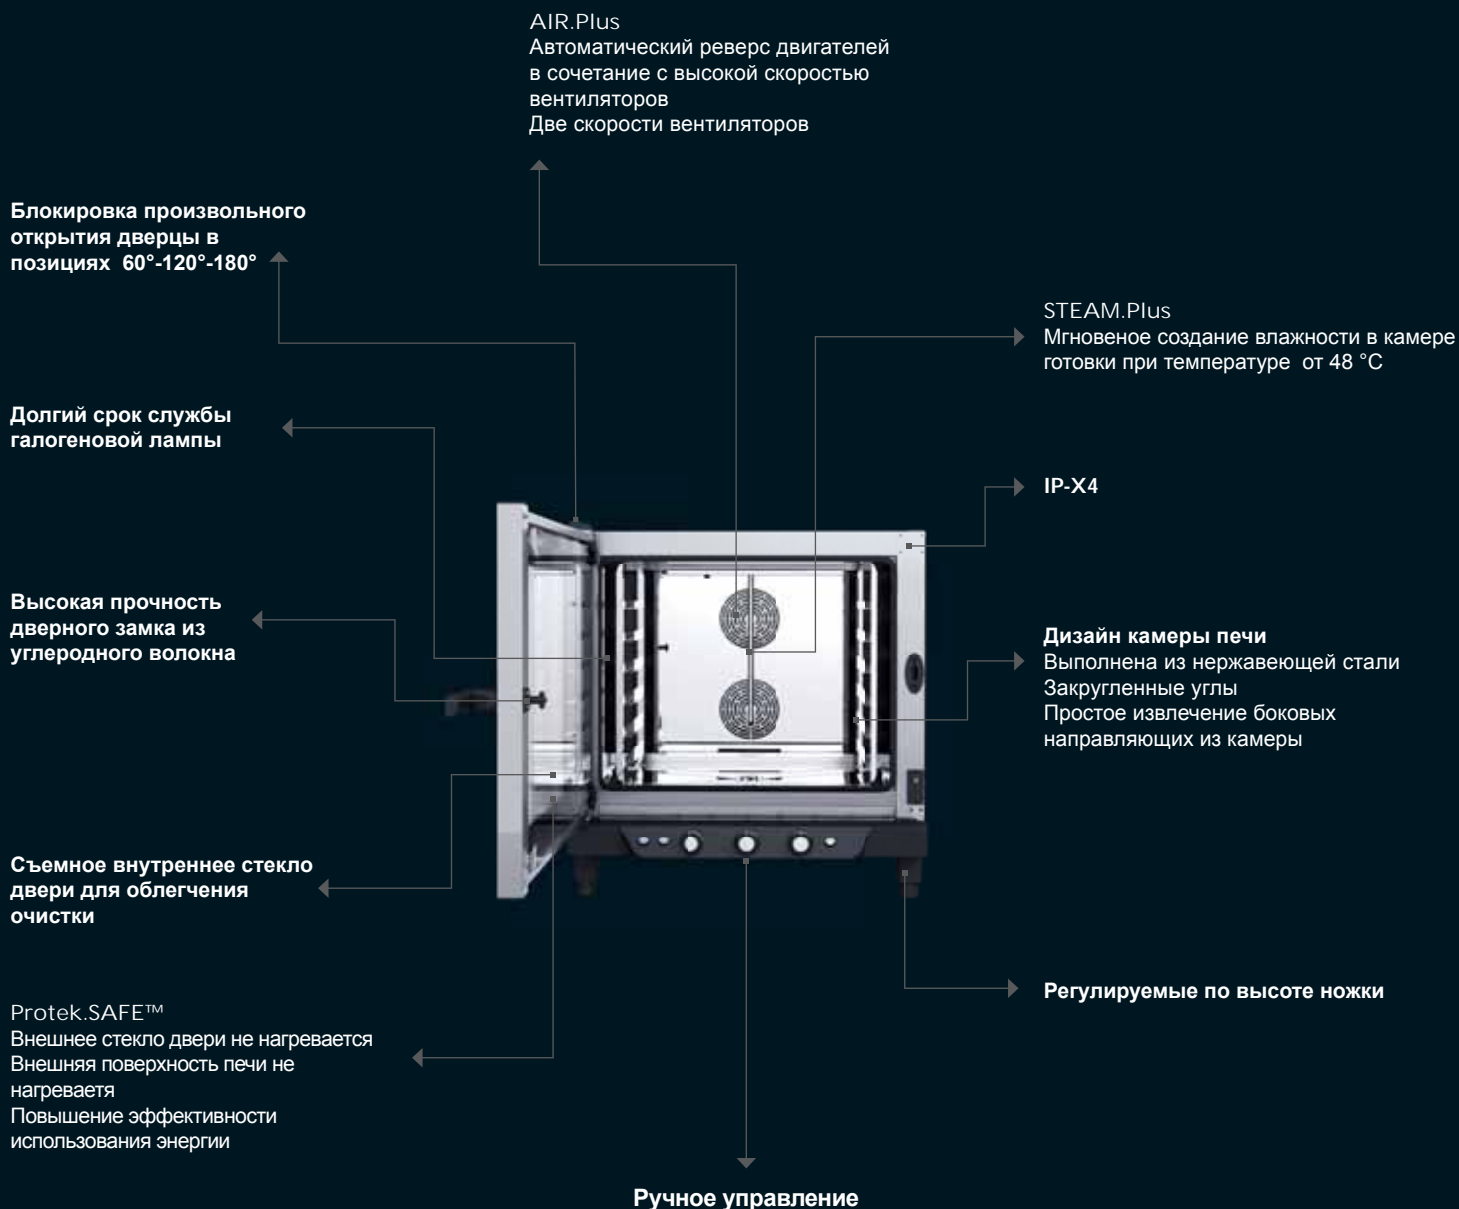 AIR.Plus
Автоматический реверс двигателей
в сочетание с высокой скоростью
вентиляторов
Две скорости вентиляторов
Блокировка произвольного
открытия дверцы в
позициях 60°-120°-180°
STEAM.Plus
Мгновеное создание влажности в камере
готовки при температуре от 48 °C
Долгий срок службы
галогеновой лампы
IP-X4
Высокая прочность
дверного замка из
углеродного волокна
Дизайн камеры печи
Выполнена из нержавеющей стали
Закругленные углы
Простое извлечение боковых
направляющих из камеры
Съемное внутреннее стекло
двери для облегчения
очистки
Регулируемые по высоте ножки
Protek.SAFE™
Внешнее стекло двери не нагревается
Внешняя поверхность печи не
нагреваетя
Повышение эффективности
использования энергии
Ручное управление